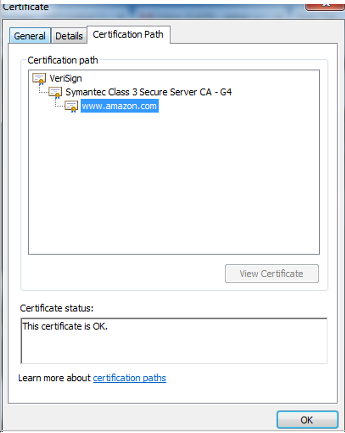 Certificate
General Details Certification Path
Certification path
VeriSign
Symantec Class 3 Secure Server CA - G4
www.amazon.com
View Certificate
Certificate status:
This certificate is OK.
Learn more about certification paths
OK